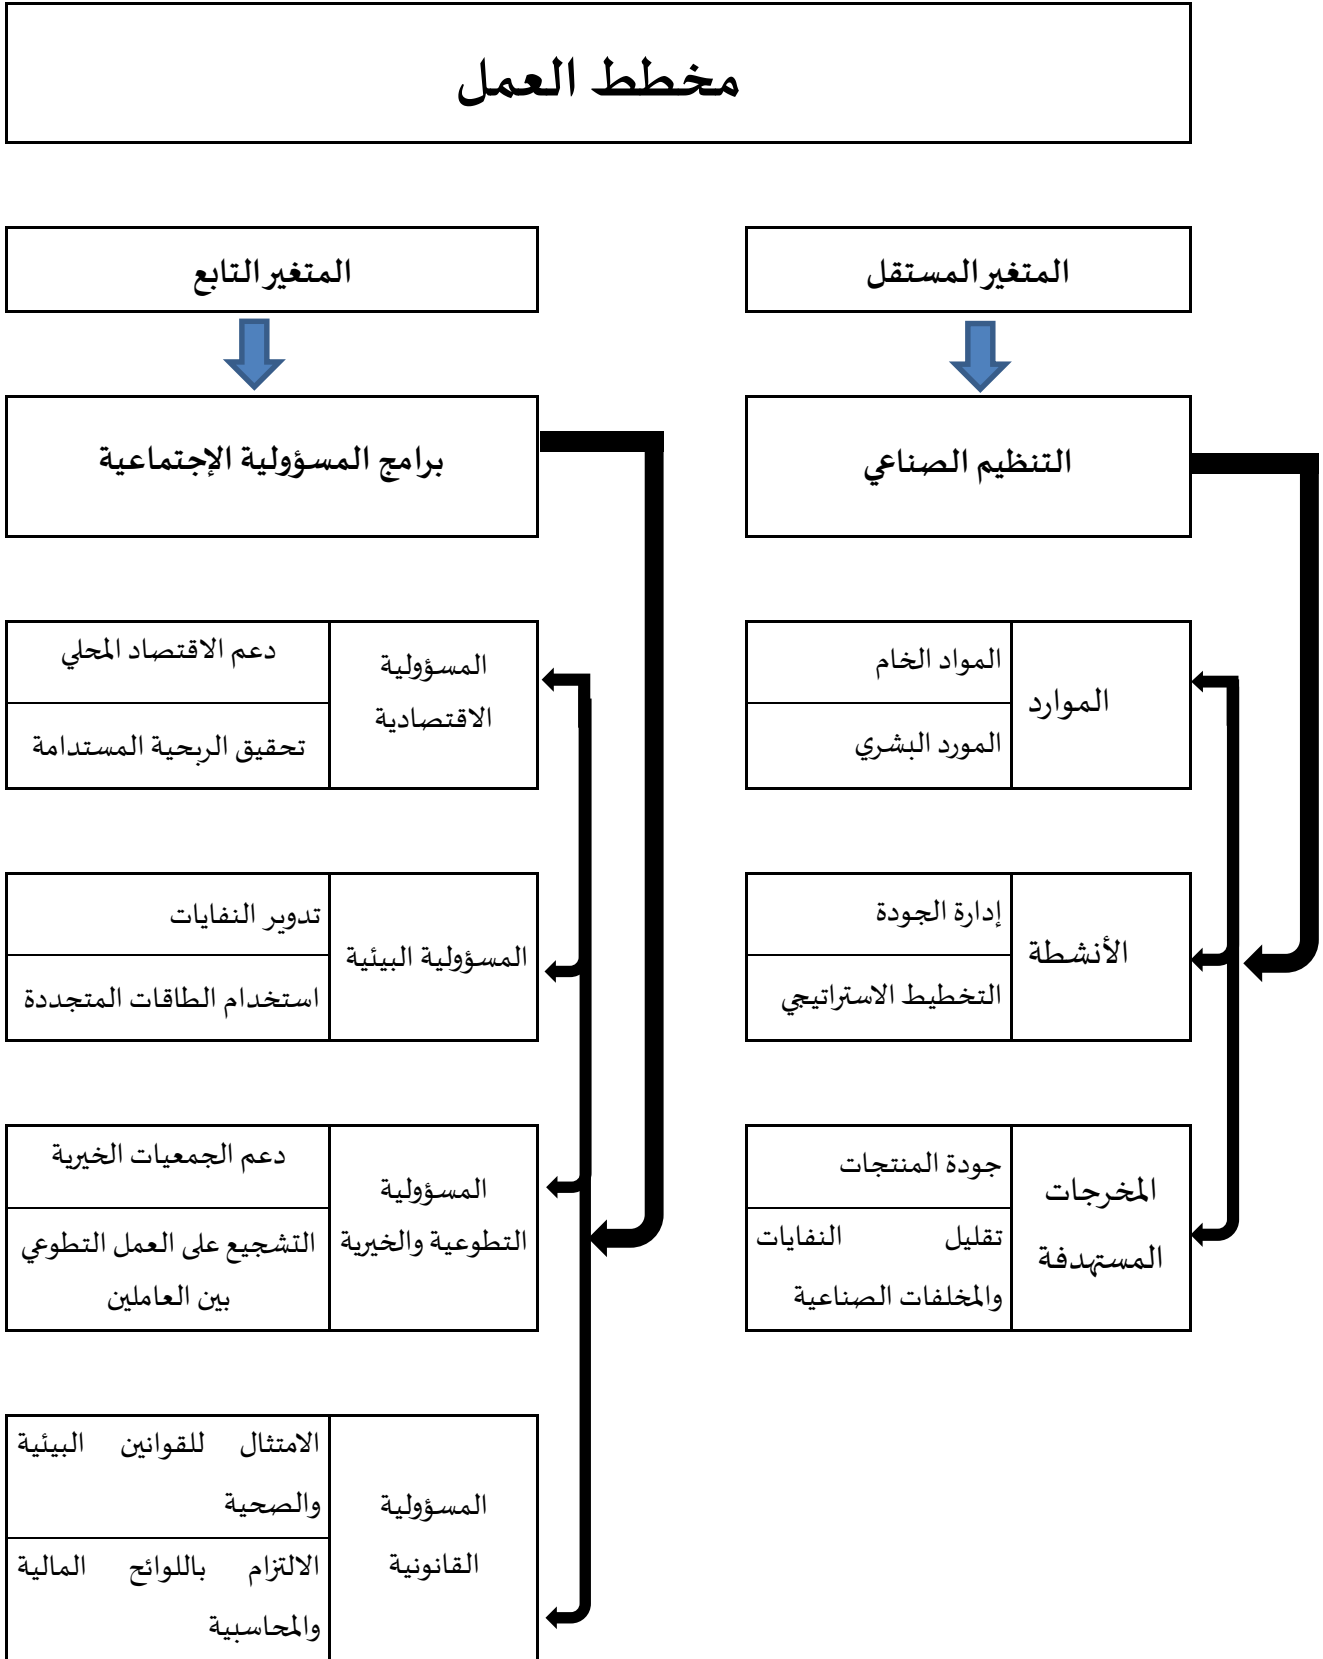 مخطط العمل
المتغير المستقل
المتغير التابع
التنظيم الصناعي
برامج المسؤولية الإجتماعية
الموارد
المواد الخام
المورد البشري
الأنشطة
إدارة الجودة
التخطيط الاستراتيجي
المخرجات
المستهدفة
جودة المنتجات
تقليل النفايات
والمخلفات الصناعية
المسؤولية
الاقتصادية
دعم الاقتصاد المحلي
تحقيق الربحية المستدامة
المسؤولية البيئية
تدوير النفايات
استخدام الطاقات المتجددة
المسؤولية
التطوعية والخيرية
دعم الجمعيات الخيرية
التشجيع على العمل التطوعي
بين العاملين
المسؤولية
القانونية
الامتثال للقوانين البيئية
والصحية
الالتزام باللوائح المالية
والمحاسبية